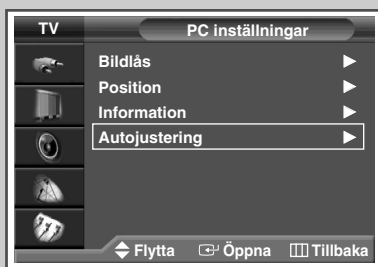 TV
PC inställningar
Bildlås
Position
Information
Autojustering
Flytta
Öppna
Tillbaka